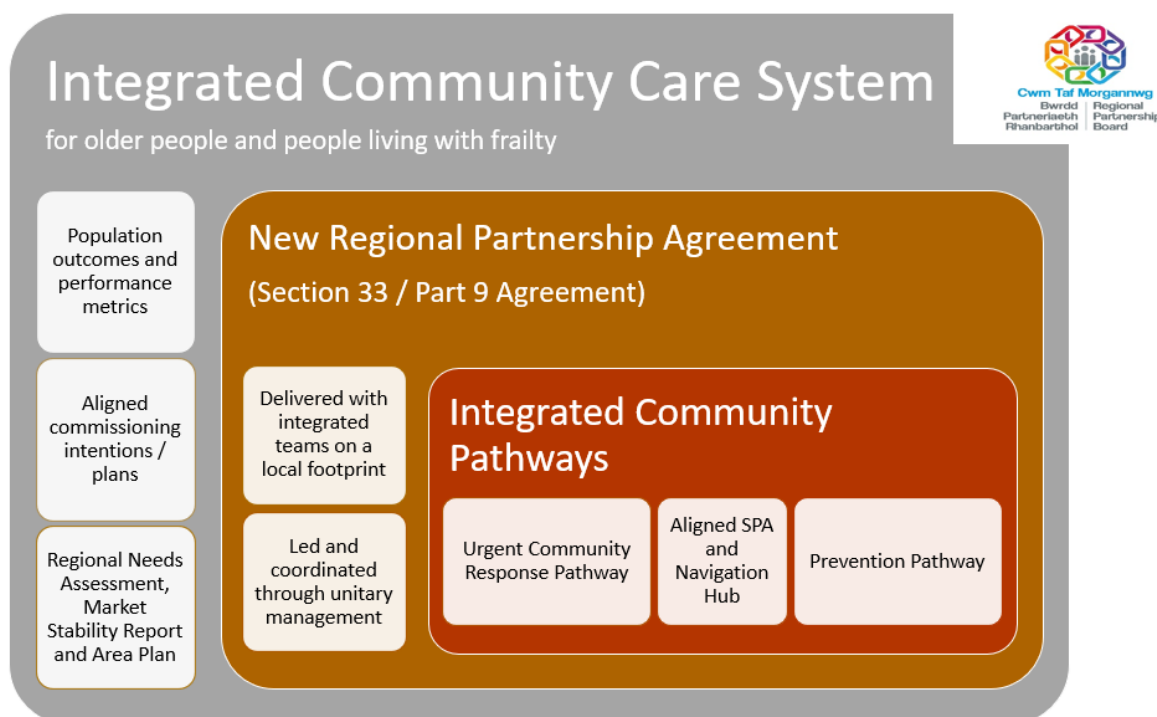 Integrated Community Care System
for older people and people living with frailty
Cwm Taf Morgannwg
Bwrdd
Partneriaeth
Rhanbarthol
Regional
Partnership
Board
Population
outcomes and
performance
metrics
Aligned
commissioning
intentions /
plans
Regional Needs
Assessment,
Market
Stability Report
and Area Plan
New Regional Partnership Agreement
(Section 33 / Part 9 Agreement)
Delivered with
integrated
teams on a
local footprint
Led and
coordinated
through unitary
management
Integrated Community
Pathways
Urgent Community
Response Pathway
Aligned SPA
and
Navigation
Hub
Prevention Pathway